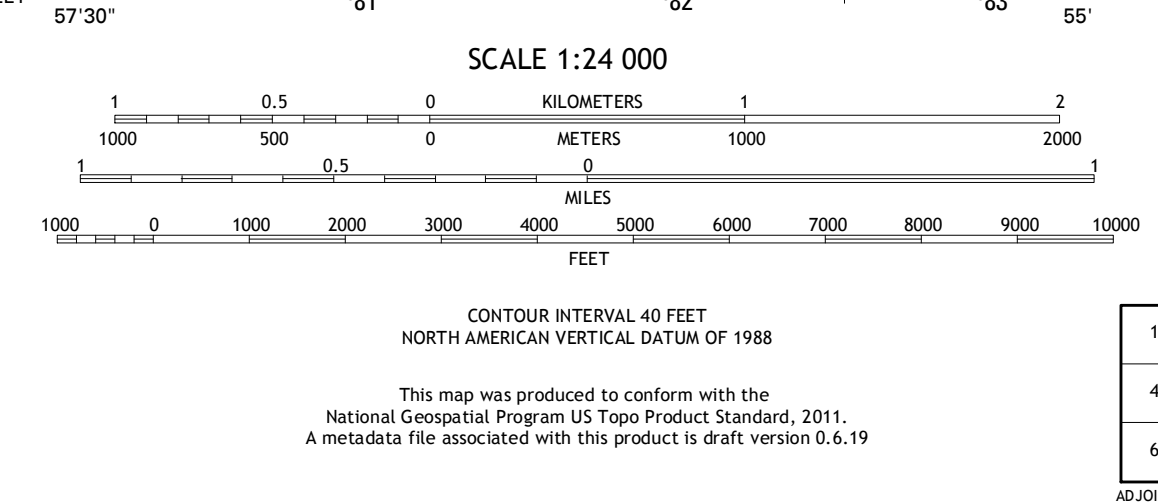 57'30" 81 82 83 55'
SCALE 1:24 000
1 0.5 0 KILOMETERS 1 2
1000 500 0 METERS 1000 2000
1 0.5 0 1
MILES
1000 0 1000 2000 3000 4000 5000 6000 7000 8000 9000 10000
FEET
CONTOUR INTERVAL 40 FEET
NORTH AMERICAN VERTICAL DATUM OF 1988
This map was produced to conform with the
National Geospatial Program US Topo Product Standard, 2011.
A metadata file associated with this product is draft version 0.6.19
1
4
6
ADJOI